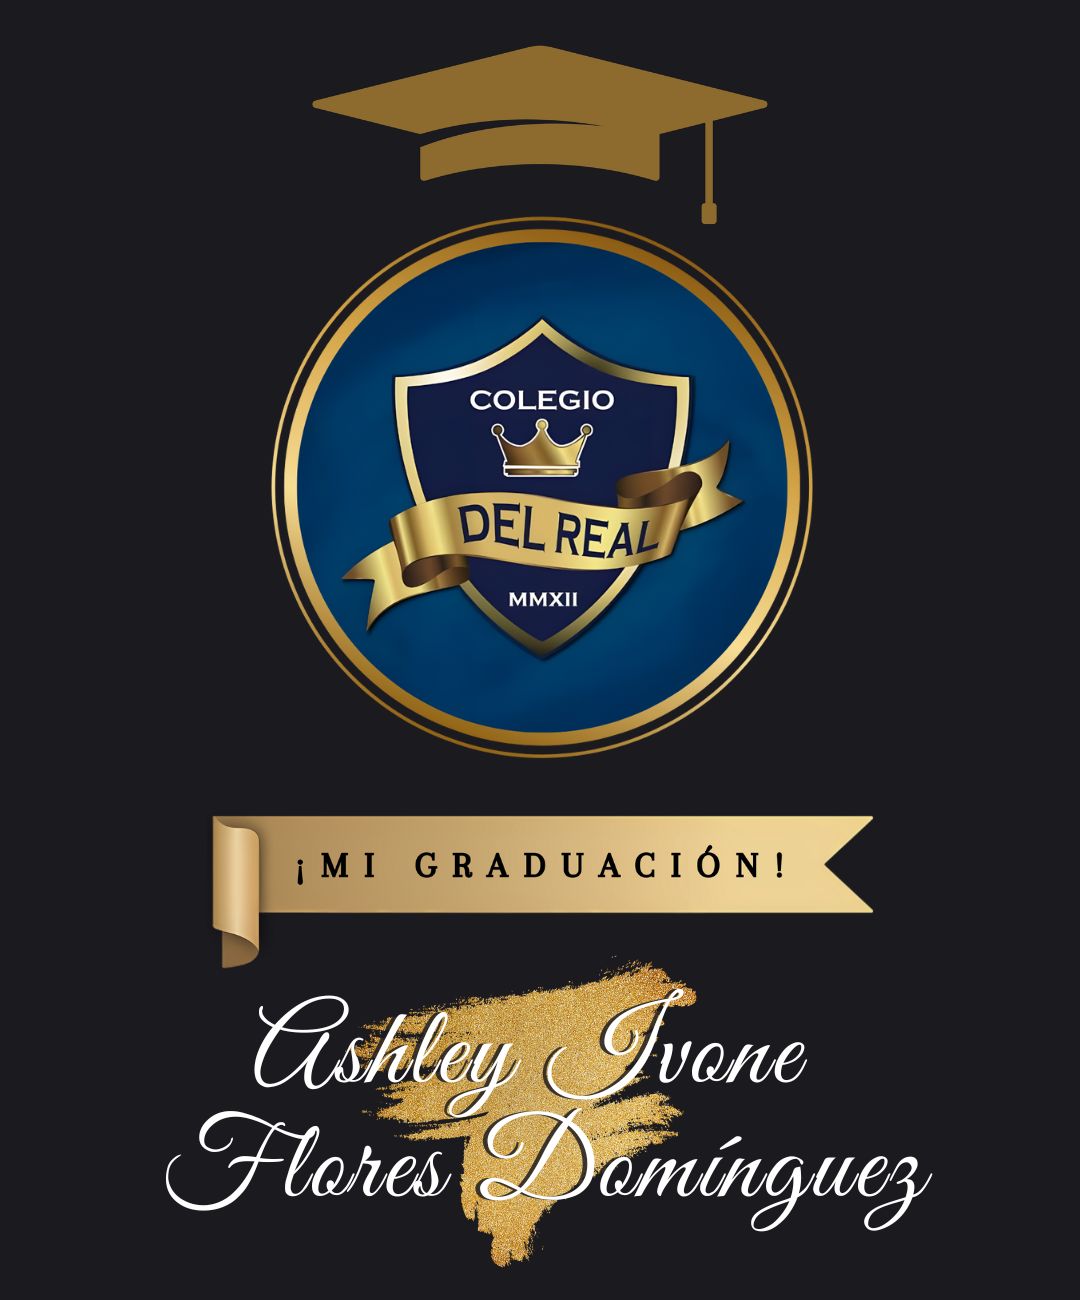 COLEGIO
DEL REAL
MMXII
¡MI GRADUACIÓN!
Ashley Ivone
Flores Domínguez